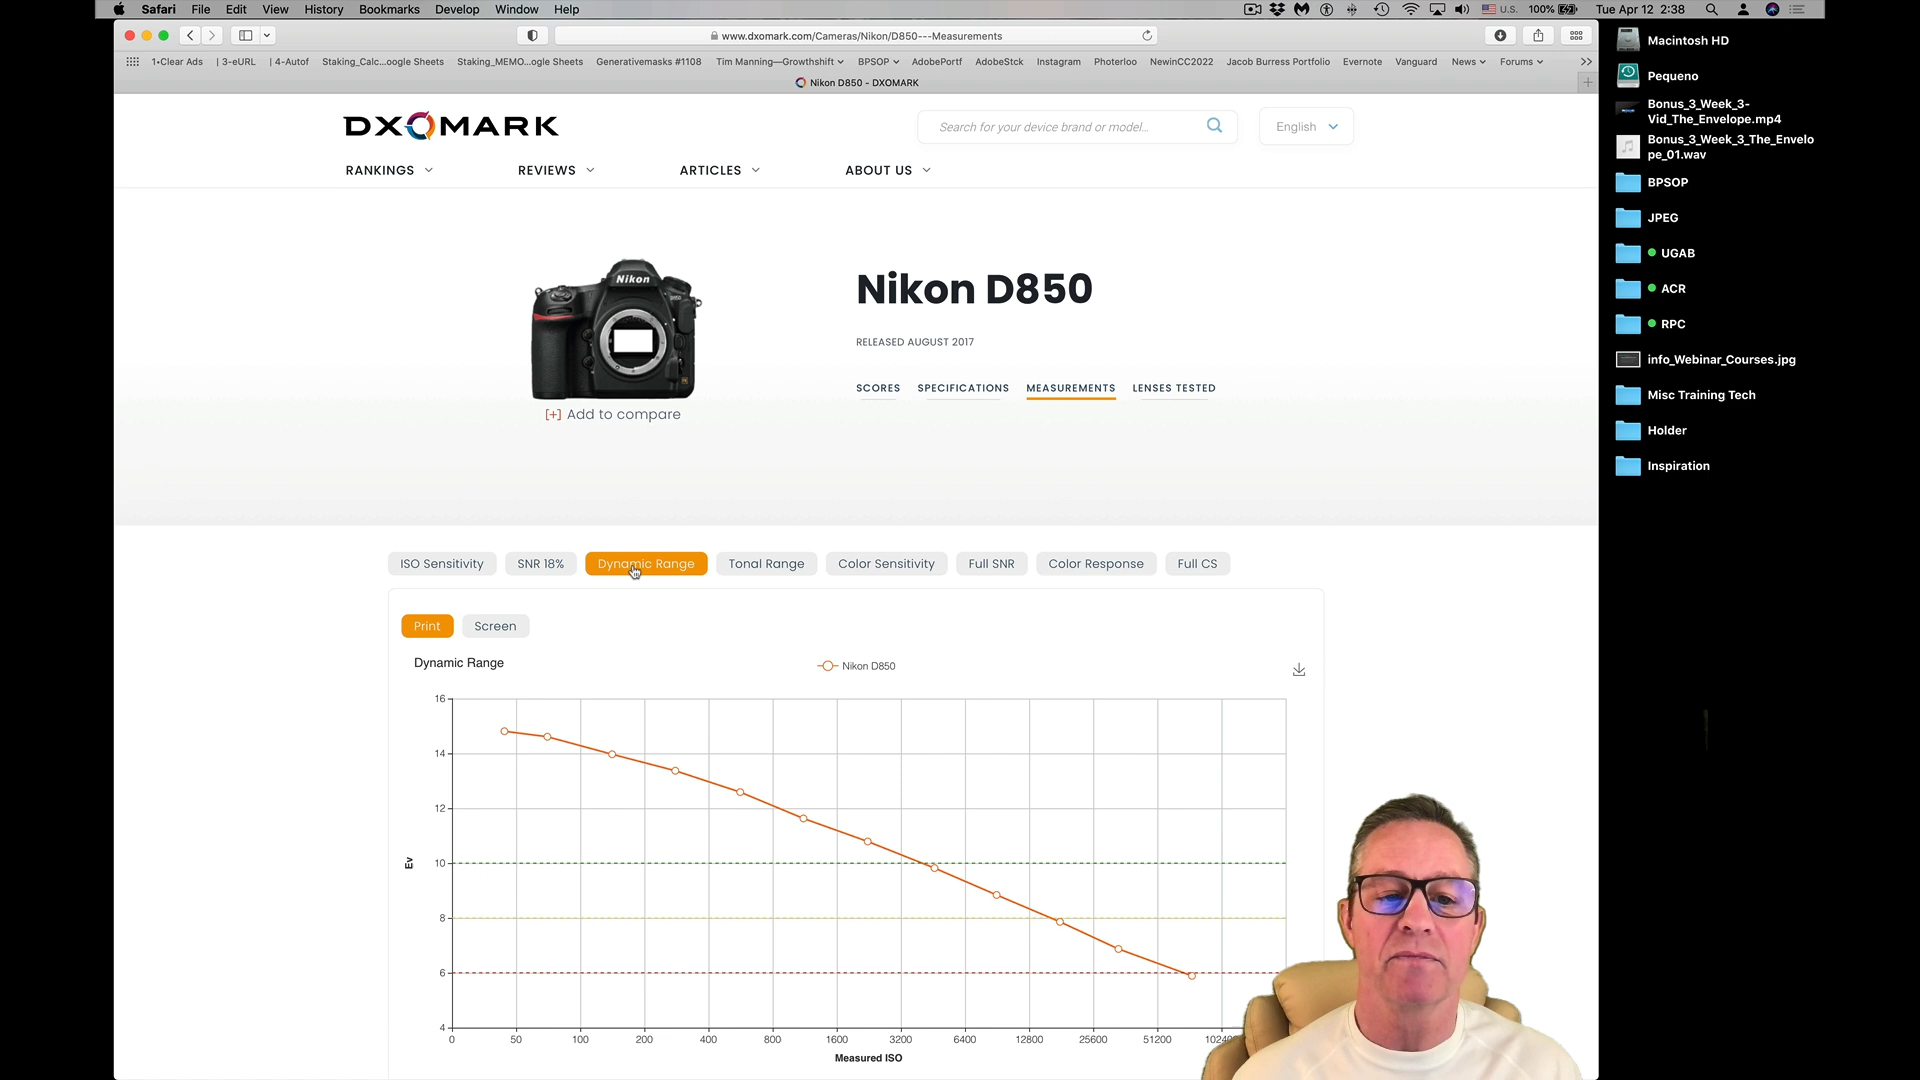 Safari File Edit View History Bookmarks Develop Window Help U.S. 100% Tue Apr 12 2:38
www.dxomark.com/Cameras/Nikon/D850---Measurements
1•Clear Ads | 3-eURL | 4-Autof Staking_Calc...oogle Sheets Staking_MEMO...ogle Sheets Generativemasks #1108 Tim Manning—Growthshift BPSOP AdobePortf AdobeStck Instagram Photerloo NewinCC2022 Jacob Burress Portfolio Evernote Vanguard News Forums
Nikon D850 - DXOMARK
DXOMARK
Search for your device brand or model...
English
RANKINGS REVIEWS ARTICLES ABOUT US
Nikon
D850
Nikon D850
RELEASED AUGUST 2017
SCORES SPECIFICATIONS MEASUREMENTS LENSES TESTED
[+] Add to compare
ISO Sensitivity SNR 18% Dynamic Range Tonal Range Color Sensitivity Full SNR Color Response Full CS
Print Screen
Dynamic Range
Nikon D850
16
14
12
10
Ev
8
6
4
0 50 100 200 400 800 1600 3200 6400 12800 25600 51200 102400
Measured ISO
Macintosh HD
Pequeno
Bonus_3_Week_3-
Vid_The_Envelope.mp4
Bonus_3_Week_3_The_Envelo
pe_01.wav
BPSOP
JPEG
UGAB
ACR
RPC
info_Webinar_Courses.jpg
Misc Training Tech
Holder
Inspiration